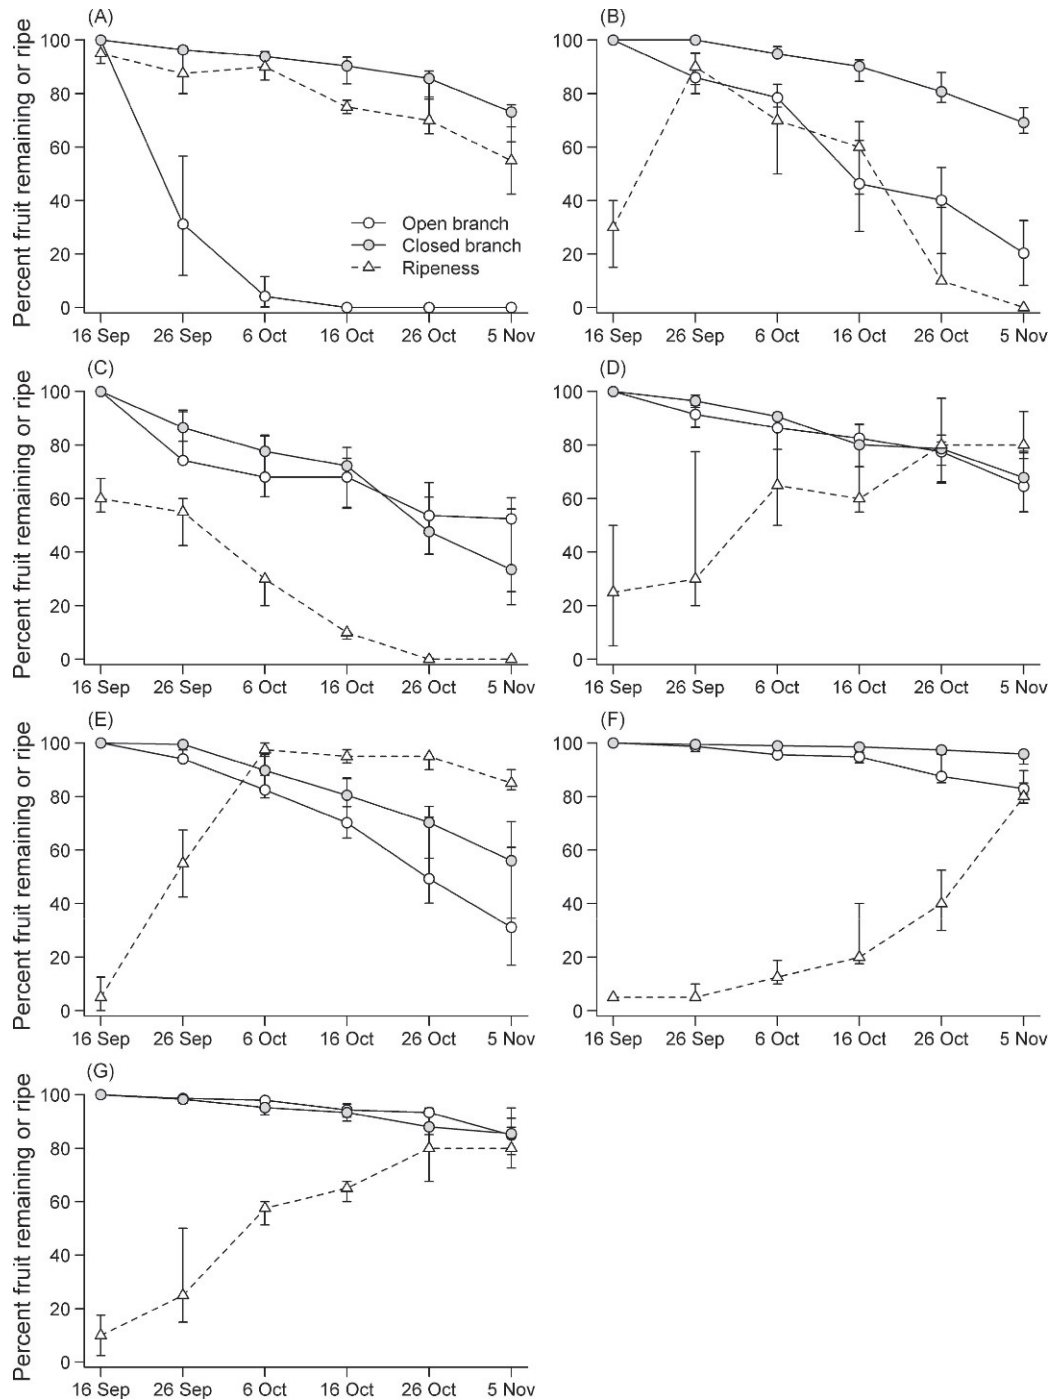 (A)
Percent fruit remaining or ripe
100
80
60
40
20
0
Open branch
Closed branch
Ripeness
16 Sep 26 Sep 6 Oct 16 Oct 26 Oct 5 Nov
(B)
100
80
60
40
20
0
16 Sep 26 Sep 6 Oct 16 Oct 26 Oct 5 Nov
(C)
Percent fruit remaining or ripe
100
80
60
40
20
0
16 Sep 26 Sep 6 Oct 16 Oct 26 Oct 5 Nov
(D)
100
80
60
40
20
0
16 Sep 26 Sep 6 Oct 16 Oct 26 Oct 5 Nov
(E)
Percent fruit remaining or ripe
100
80
60
40
20
0
16 Sep 26 Sep 6 Oct 16 Oct 26 Oct 5 Nov
(F)
100
80
60
40
20
0
16 Sep 26 Sep 6 Oct 16 Oct 26 Oct 5 Nov
(G)
Percent fruit remaining or ripe
100
80
60
40
20
0
16 Sep 26 Sep 6 Oct 16 Oct 26 Oct 5 Nov